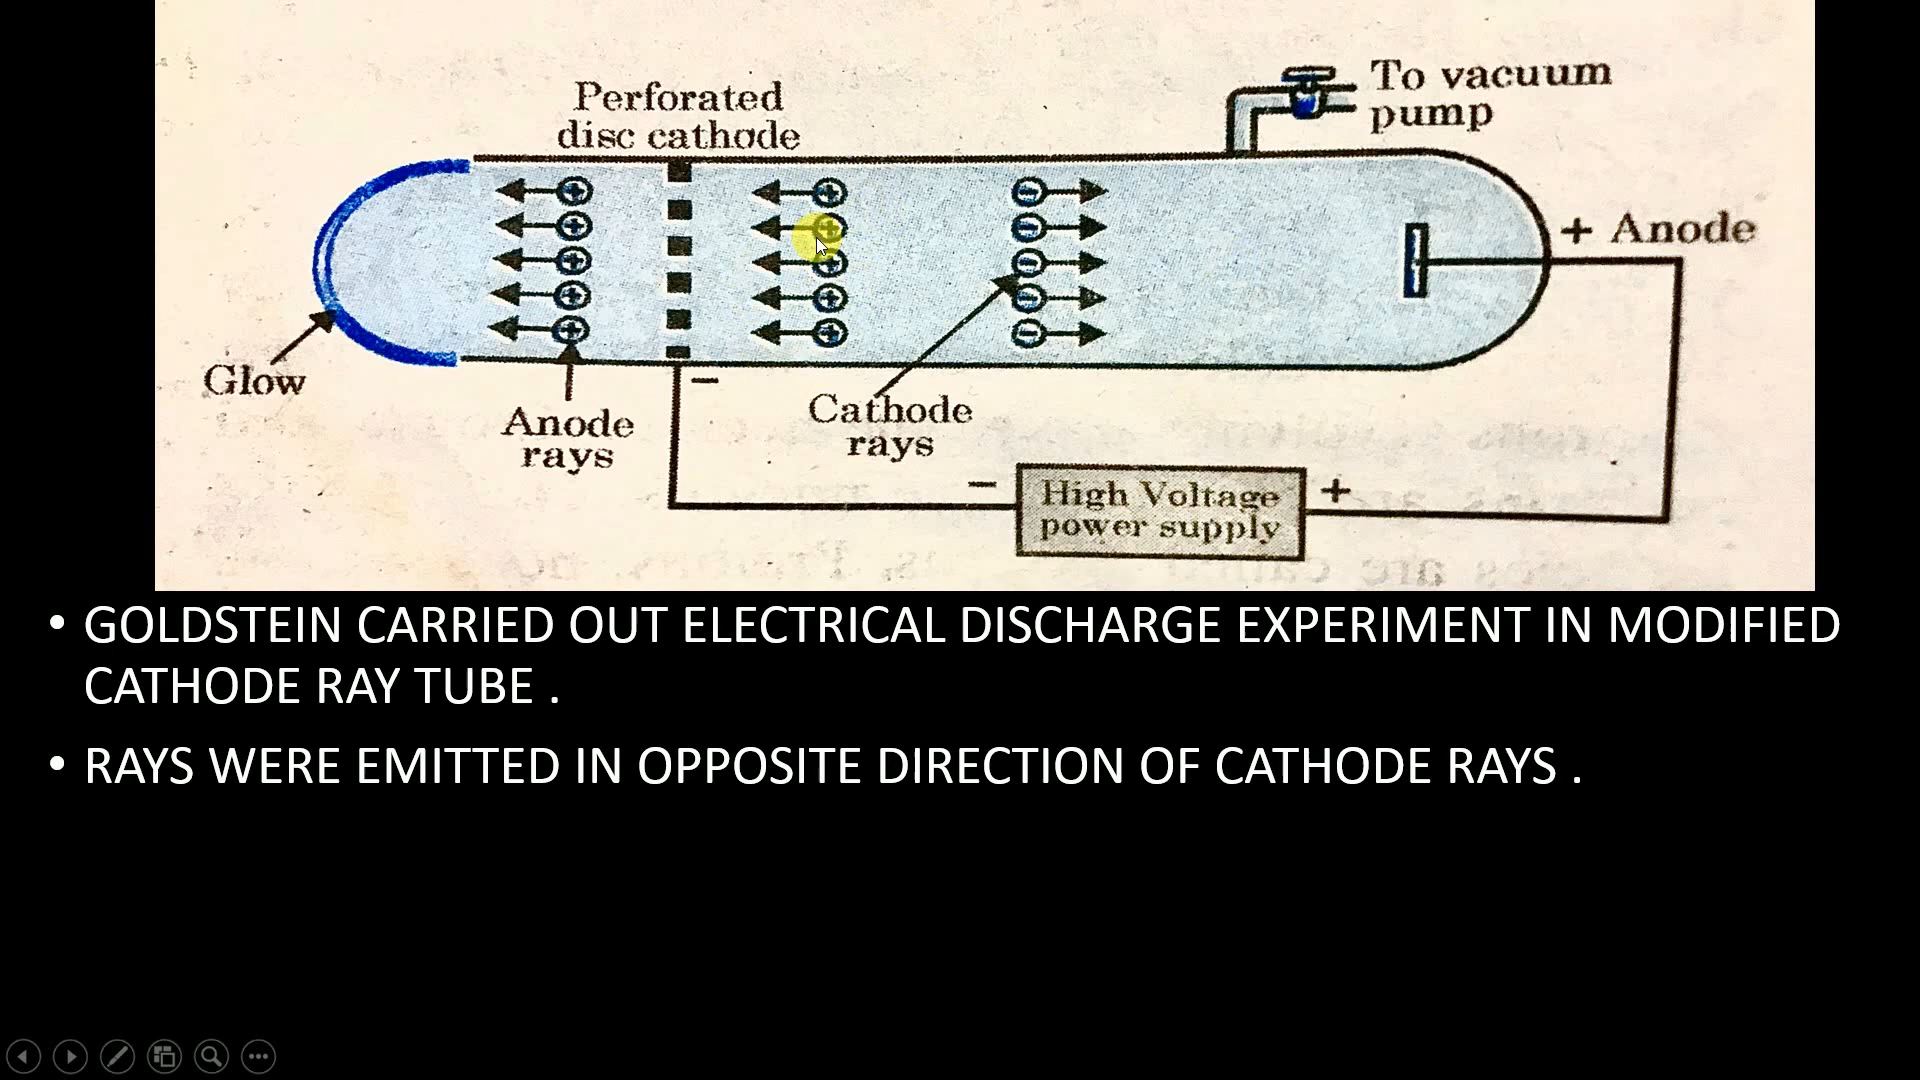 To vacuum
pump
Perforated
disc cathode
+ Anode
Glow
Anode
rays
Cathode
rays
−
− High Voltage +
power supply
• GOLDSTEIN CARRIED OUT ELECTRICAL DISCHARGE EXPERIMENT IN MODIFIED
CATHODE RAY TUBE .
• RAYS WERE EMITTED IN OPPOSITE DIRECTION OF CATHODE RAYS .